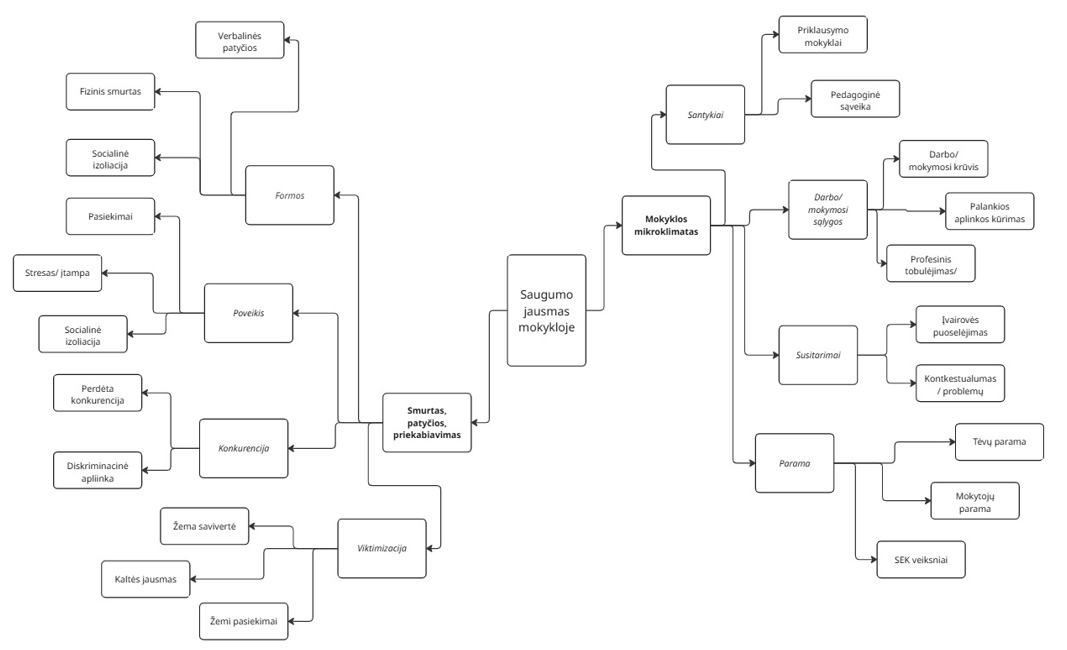 Saugumo
jausmas
mokykloje
Smurtas,
patyčios,
priekabiavimas
Formos
Verbalinės
patyčios
Fizinis smurtas
Socialinė
izoliacija
Poveikis
Pasiekimai
Stresas/ įtampa
Socialinė
izoliacija
Konkurencija
Perdėta
konkurencija
Diskriminacinė
apliinka
Viktimizacija
Žema savivertė
Kaltės jausmas
Žemi pasiekimai
Mokyklos
mikroklimatas
Santykiai
Priklausymo
mokyklai
Pedagoginė
sąveika
Darbo/
mokymosi
sąlygos
Darbo/
mokymosi krūvis
Palankios
aplinkos kūrimas
Profesinis
tobulėjimas/
Susitarimai
Įvairovės
puoselėjimas
Kontkestualumas
/ problemų
Parama
Tėvų parama
Mokytojų
parama
SEK veiksniai